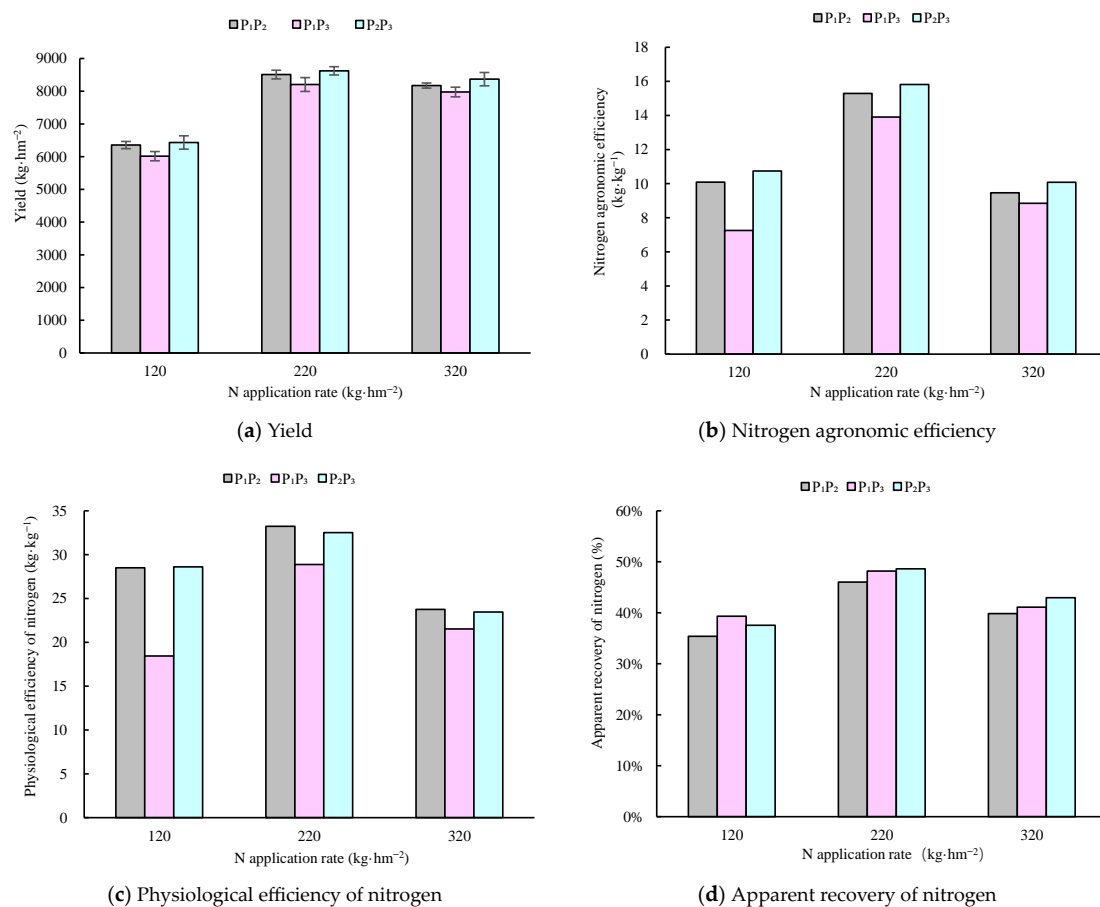 P₁P₂ P₁P₃ P₂P₃
9000
8000
7000
6000
5000
4000
3000
2000
1000
0
Yield (kg·hm⁻²)
120 220 320
N application rate (kg·hm⁻²)
(a) Yield
P₁P₂ P₁P₃ P₂P₃
18
16
14
12
10
8
6
4
2
0
Nitrogen agronomic efficiency
(kg·kg⁻¹)
120 220 320
N application rate (kg·hm⁻²)
(b) Nitrogen agronomic efficiency
P₁P₂ P₁P₃ P₂P₃
35
30
25
20
15
10
5
0
Physiological efficiency of nitrogen (kg·kg⁻¹)
120 220 320
N application rate (kg·hm⁻²)
(c) Physiological efficiency of nitrogen
P₁P₂ P₁P₃ P₂P₃
60%
50%
40%
30%
20%
10%
0%
Apparent recovery of nitrogen (%)
120 220 320
N application rate (kg·hm⁻²)
(d) Apparent recovery of nitrogen